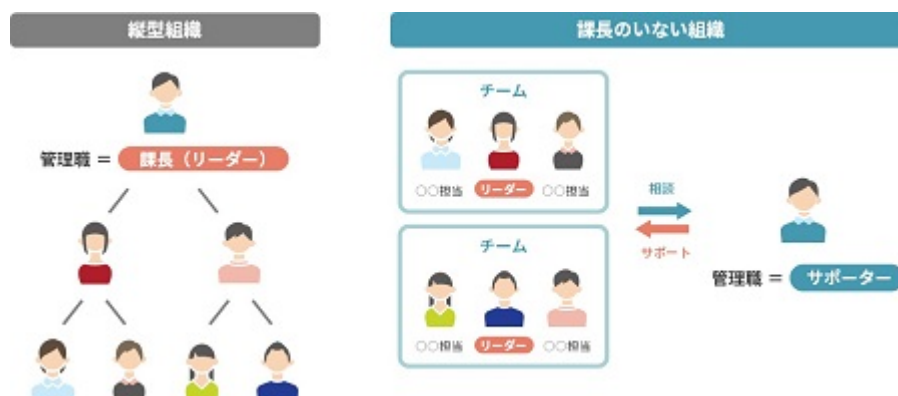 縦型組織
管理職 = 課長（リーダー）
課長のいない組織
チーム
○○担当 リーダー ○○担当
チーム
○○担当 リーダー ○○担当
相談
サポート
管理職 = サポーター